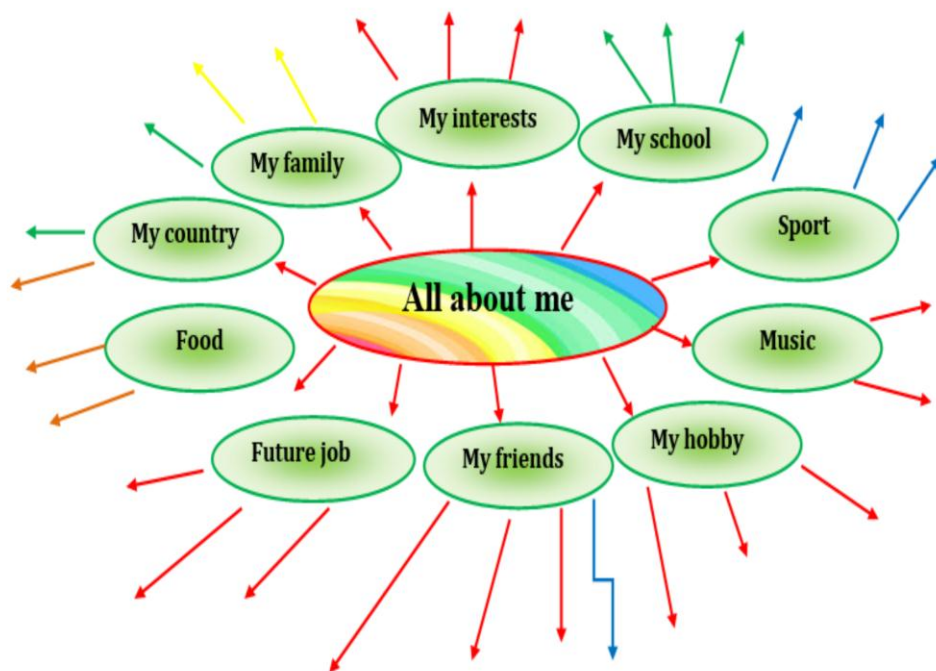 My interests
My school
My family
My country
Sport
All about me
Food
Music
Future job
My friends
My hobby